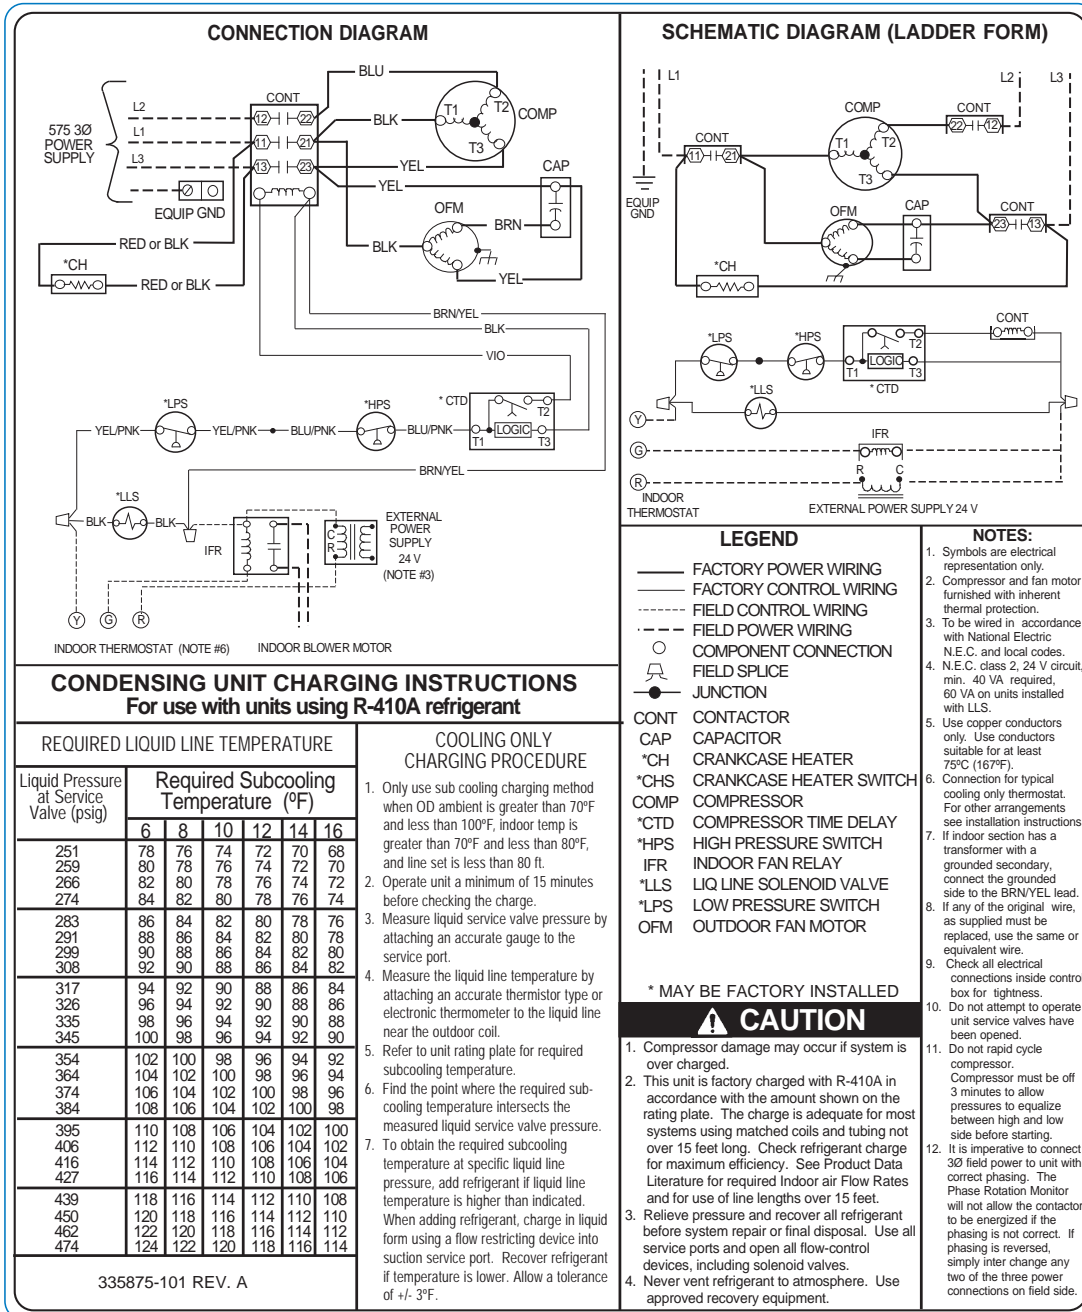 CONNECTION DIAGRAM
BLU
CONT
L2
12 22
T1 T2
COMP
575 3Ø
POWER
SUPPLY
L1
11 21
BLK
T3
L3
13 23
YEL
CAP
YEL
EQUIP GND
OFM
BRN
RED or BLK
BLK
*CH
YEL
RED or BLK
BRN/YEL
BLK
VIO
*LPS
*HPS
* CTD
T2
YEL/PNK
YEL/PNK
BLU/PNK
BLU/PNK
T1
LOGIC
T3
BRN/YEL
*LLS
BLK
BLK
IFR
C
R
EXTERNAL
POWER
SUPPLY
24 V
(NOTE #3)
Y G R
INDOOR THERMOSTAT (NOTE #6)
INDOOR BLOWER MOTOR
SCHEMATIC DIAGRAM (LADDER FORM)
L1
L2
L3
COMP
CONT
22 12
CONT
T1 T2
11 21
T3
EQUIP
GND
OFM
CAP
CONT
23 13
*CH
CONT
*LPS
*HPS
T2
LOGIC
T1
T3
* CTD
*LLS
Y
IFR
G
R C
R
INDOOR
THERMOSTAT
EXTERNAL POWER SUPPLY 24 V
CONDENSING UNIT CHARGING INSTRUCTIONS
For use with units using R-410A refrigerant
REQUIRED LIQUID LINE TEMPERATURE
Liquid Pressure
at Service
Valve (psig)
Required Subcooling
Temperature (ºF)
6 8 10 12 14 16
251 78 76 74 72 70 68
259 80 78 76 74 72 70
266 82 80 78 76 74 72
274 84 82 80 78 76 74
283 86 84 82 80 78 76
291 88 86 84 82 80 78
299 90 88 86 84 82 80
308 92 90 88 86 84 82
317 94 92 90 88 86 84
326 96 94 92 90 88 86
335 98 96 94 92 90 88
345 100 98 96 94 92 90
354 102 100 98 96 94 92
364 104 102 100 98 96 94
374 106 104 102 100 98 96
384 108 106 104 102 100 98
395 110 108 106 104 102 100
406 112 110 108 106 104 102
416 114 112 110 108 106 104
427 116 114 112 110 108 106
439 118 116 114 112 110 108
450 120 118 116 114 112 110
462 122 120 118 116 114 112
474 124 122 120 118 116 114
335875-101 REV. A
COOLING ONLY
CHARGING PROCEDURE
1. Only use sub cooling charging method
when OD ambient is greater than 70ºF
and less than 100ºF, indoor temp is
greater than 70ºF and less than 80ºF,
and line set is less than 80 ft.
2. Operate unit a minimum of 15 minutes
before checking the charge.
3. Measure liquid service valve pressure by
attaching an accurate gauge to the
service port.
4. Measure the liquid line temperature by
attaching an accurate thermistor type or
electronic thermometer to the liquid line
near the outdoor coil.
5. Refer to unit rating plate for required
subcooling temperature.
6. Find the point where the required sub-
cooling temperature intersects the
measured liquid service valve pressure.
7. To obtain the required subcooling
temperature at specific liquid line
pressure, add refrigerant if liquid line
temperature is higher than indicated.
When adding refrigerant, charge in liquid
form using a flow restricting device into
suction service port. Recover refrigerant
if temperature is lower. Allow a tolerance
of +/- 3ºF.
LEGEND
FACTORY POWER WIRING
FACTORY CONTROL WIRING
FIELD CONTROL WIRING
FIELD POWER WIRING
COMPONENT CONNECTION
FIELD SPLICE
JUNCTION
CONT CONTACTOR
CAP CAPACITOR
*CH CRANKCASE HEATER
*CHS CRANKCASE HEATER SWITCH
COMP COMPRESSOR
*CTD COMPRESSOR TIME DELAY
*HPS HIGH PRESSURE SWITCH
IFR INDOOR FAN RELAY
*LLS LIQ LINE SOLENOID VALVE
*LPS LOW PRESSURE SWITCH
OFM OUTDOOR FAN MOTOR
* MAY BE FACTORY INSTALLED
CAUTION
1. Compressor damage may occur if system is
over charged.
2. This unit is factory charged with R-410A in
accordance with the amount shown on the
rating plate. The charge is adequate for most
systems using matched coils and tubing not
over 15 feet long. Check refrigerant charge
for maximum efficiency. See Product Data
Literature for required Indoor air Flow Rates
and for use of line lengths over 15 feet.
3. Relieve pressure and recover all refrigerant
before system repair or final disposal. Use all
service ports and open all flow-control
devices, including solenoid valves.
4. Never vent refrigerant to atmosphere. Use
approved recovery equipment.
NOTES:
1. Symbols are electrical
representation only.
2. Compressor and fan motor
furnished with inherent
thermal protection.
3. To be wired in accordance
with National Electric
N.E.C. and local codes.
4. N.E.C. class 2, 24 V circuit,
min. 40 VA required,
60 VA on units installed
with LLS.
5. Use copper conductors
only. Use conductors
suitable for at least
75ºC (167ºF).
6. Connection for typical
cooling only thermostat.
For other arrangements
see installation instructions
7. If indoor section has a
transformer with a
grounded secondary,
connect the grounded
side to the BRN/YEL lead.
8. If any of the original wire,
as supplied must be
replaced, use the same or
equivalent wire.
9. Check all electrical
connections inside control
box for tightness.
10. Do not attempt to operate
unit service valves have
been opened.
11. Do not rapid cycle
compressor.
Compressor must be off
3 minutes to allow
pressures to equalize
between high and low
side before starting.
12. It is imperative to connect
3Ø field power to unit with
correct phasing. The
Phase Rotation Monitor
will not allow the contactor
to be energized if the
phasing is not correct. If
phasing is reversed,
simply inter change any
two of the three power
connections on field side.